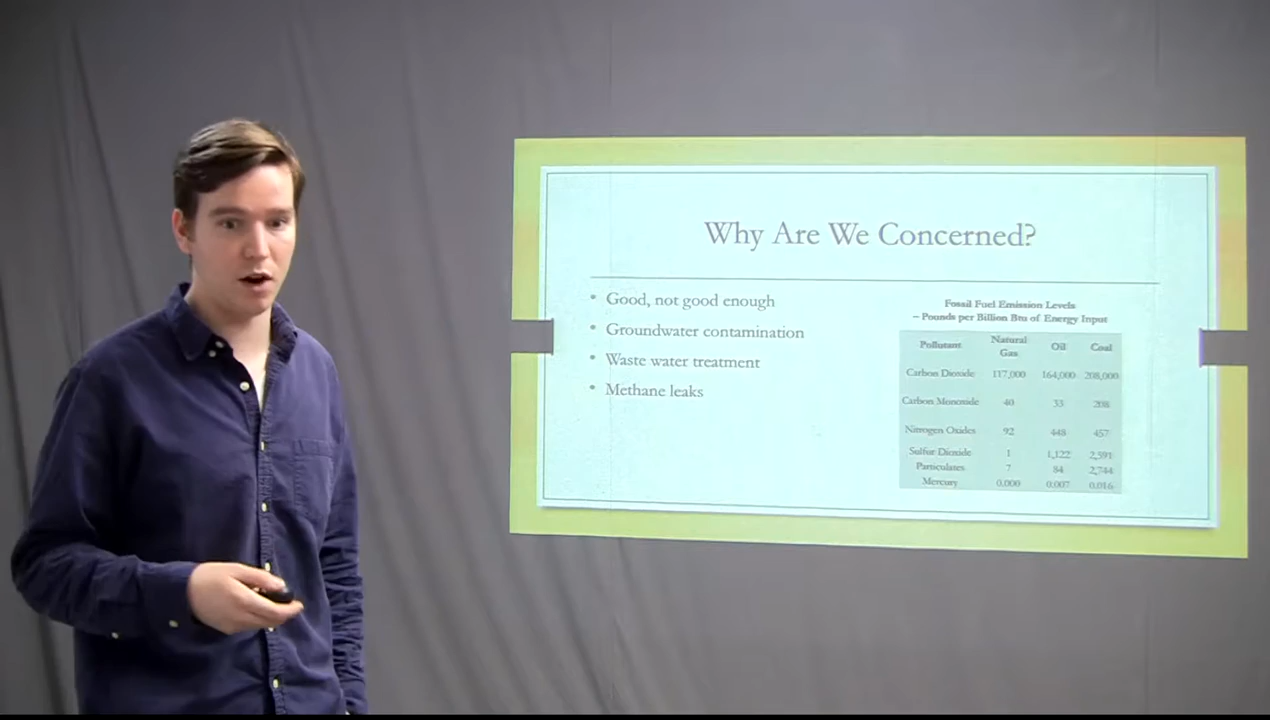 Why Are We Concerned?
• Good, not good enough
• Groundwater contamination
• Waste water treatment
• Methane leaks
Fossil Fuel Emission Levels
– Pounds per Billion Btu of Energy Input
Pollutant Natural Gas Oil Coal
Carbon Dioxide 117,000 164,000 208,000
Carbon Monoxide 40 33 208
Nitrogen Oxides 92 448 457
Sulfur Dioxide 1 1,122 2,591
Particulates 7 84 2,744
Mercury 0.000 0.007 0.016